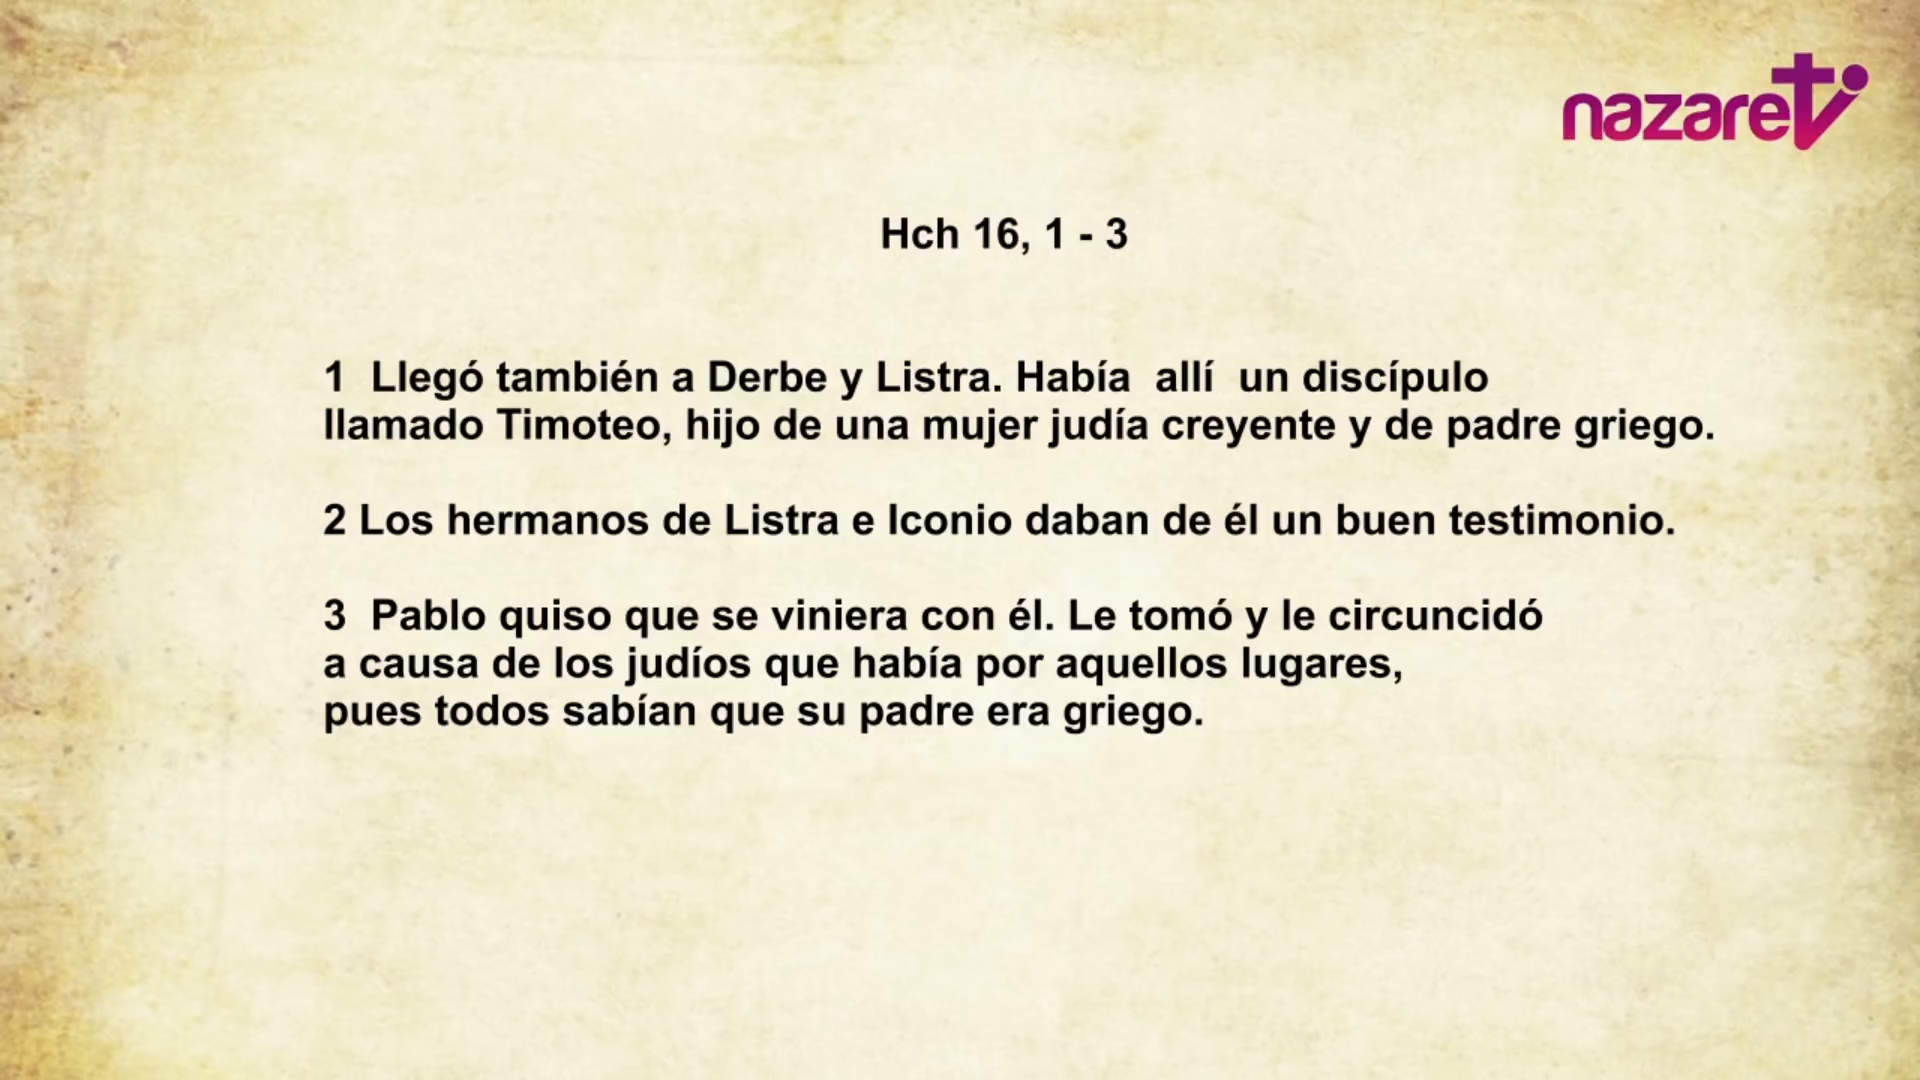 nazaretv
Hch 16, 1 - 3
1  Llegó también a Derbe y Listra. Había  allí  un discípulo
llamado Timoteo, hijo de una mujer judía creyente y de padre griego.
2 Los hermanos de Listra e Iconio daban de él un buen testimonio.
3  Pablo quiso que se viniera con él. Le tomó y le circuncidó
a causa de los judíos que había por aquellos lugares,
pues todos sabían que su padre era griego.